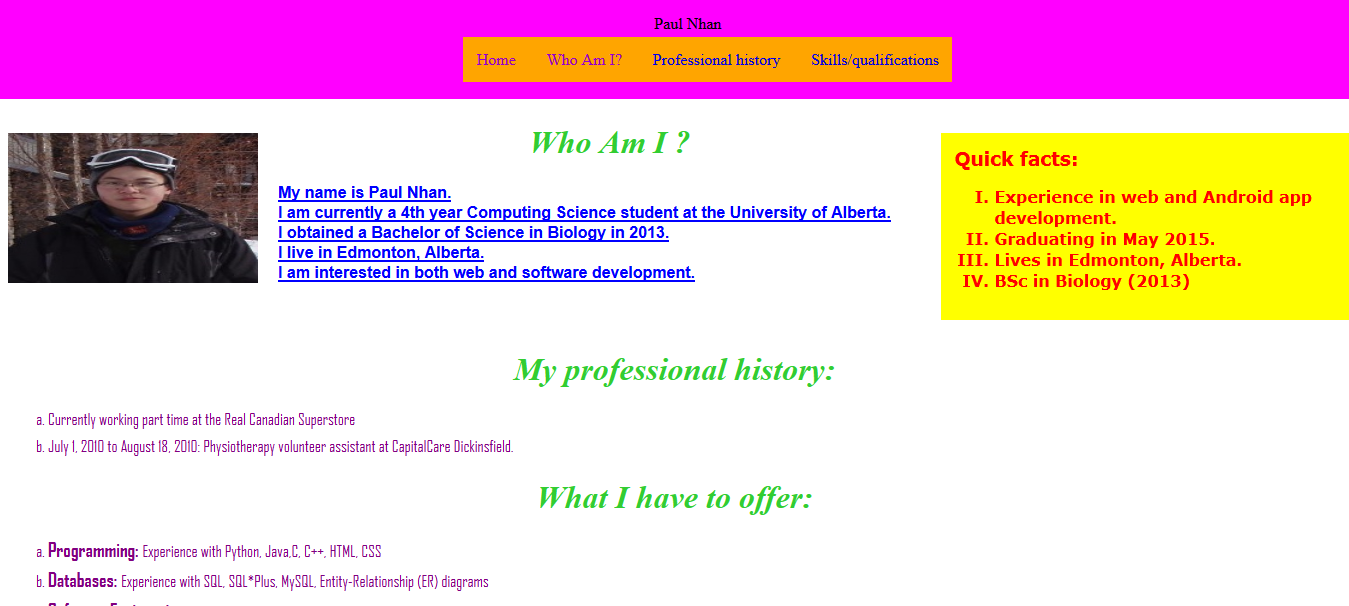 Paul Nhan
Home Who Am I? Professional history Skills/qualifications
Who Am I ?
My name is Paul Nhan.
I am currently a 4th year Computing Science student at the University of Alberta.
I obtained a Bachelor of Science in Biology in 2013.
I live in Edmonton, Alberta.
I am interested in both web and software development.
Quick facts:
I. Experience in web and Android app
development.
II. Graduating in May 2015.
III. Lives in Edmonton, Alberta.
IV. BSc in Biology (2013)
My professional history:
a. Currently working part time at the Real Canadian Superstore
b. July 1, 2010 to August 18, 2010: Physiotherapy volunteer assistant at CapitalCare Dickinsfield.
What I have to offer:
a. Programming: Experience with Python, Java,C, C++, HTML, CSS
b. Databases: Experience with SQL, SQL*Plus, MySQL, Entity-Relationship (ER) diagrams